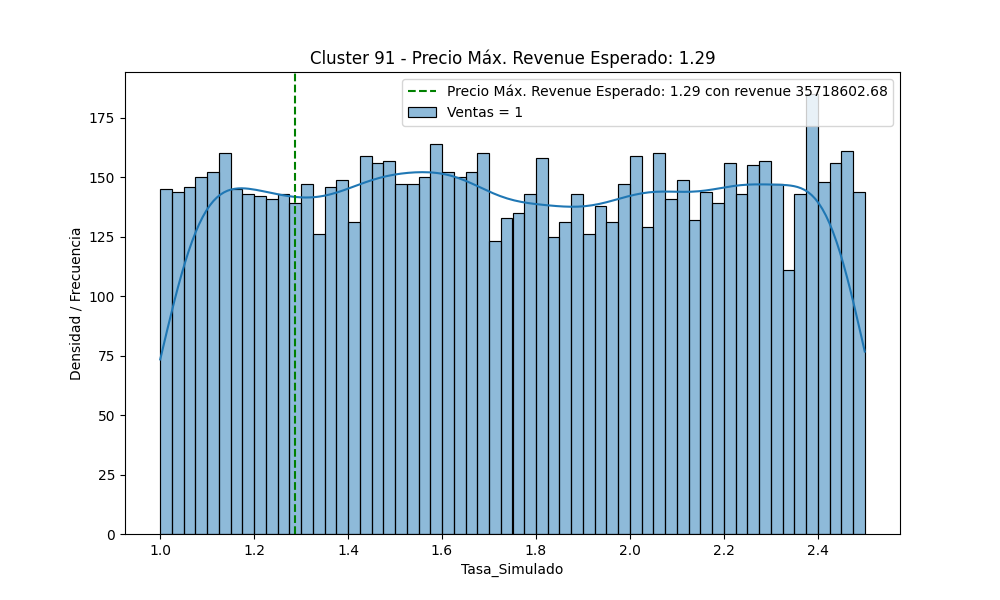 Cluster 91 - Precio Máx. Revenue Esperado: 1.29
Precio Máx. Revenue Esperado: 1.29 con revenue 35718602.68
Ventas = 1
Densidad / Frecuencia
175
150
125
100
75
50
25
0
1.0 1.2 1.4 1.6 1.8 2.0 2.2 2.4
Tasa_Simulado